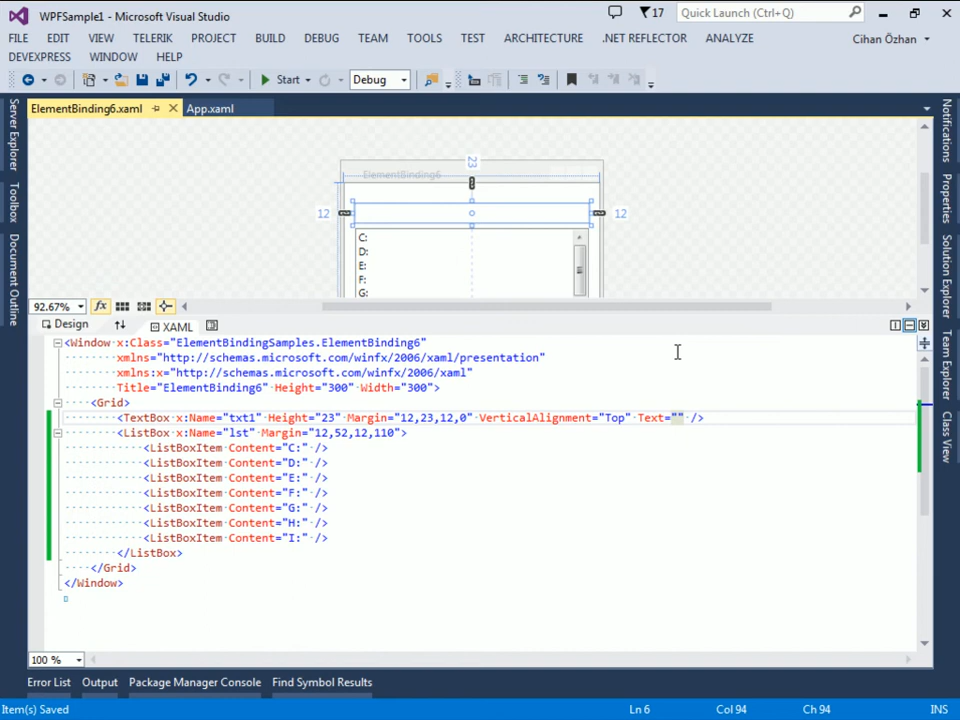 WPFSample1 - Microsoft Visual Studio
17
Quick Launch (Ctrl+Q)
FILE EDIT VIEW TELERIK PROJECT BUILD DEBUG TEAM TOOLS TEST ARCHITECTURE .NET REFLECTOR ANALYZE
Cihan Özhan
DEVEXPRESS WINDOW HELP
Start
Debug
ElementBinding6.xaml
App.xaml
Server Explorer
Toolbox
Document Outline
Notifications
Properties
Solution Explorer
Team Explorer
Class View
23
ElementBinding6
12
12
C:
D:
E:
F:
G:
92.67%
fx
Design
XAML
<Window x:Class="ElementBindingSamples.ElementBinding6"
xmlns="http://schemas.microsoft.com/winfx/2006/xaml/presentation"
xmlns:x="http://schemas.microsoft.com/winfx/2006/xaml"
Title="ElementBinding6" Height="300" Width="300">
<Grid>
<TextBox x:Name="txt1" Height="23" Margin="12,23,12,0" VerticalAlignment="Top" Text="" />
<ListBox x:Name="lst" Margin="12,52,12,110">
<ListBoxItem Content="C:" />
<ListBoxItem Content="D:" />
<ListBoxItem Content="E:" />
<ListBoxItem Content="F:" />
<ListBoxItem Content="G:" />
<ListBoxItem Content="H:" />
<ListBoxItem Content="I:" />
</ListBox>
</Grid>
</Window>
100 %
Error List Output Package Manager Console Find Symbol Results
Item(s) Saved
Ln 6 Col 94 Ch 94 INS